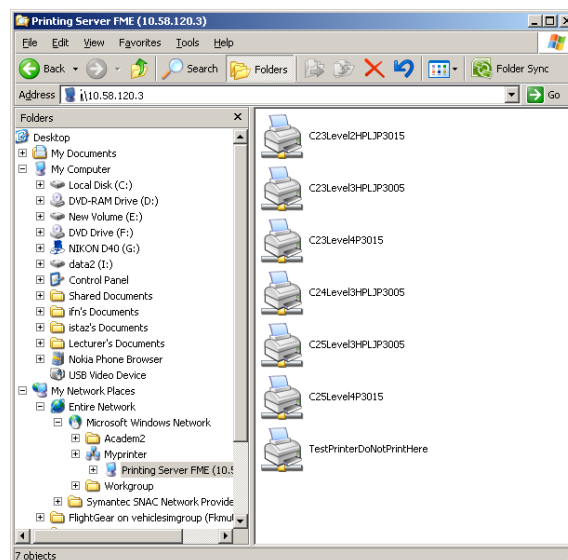 Printing Server FME (10.58.120.3)
File Edit View Favorites Tools Help
Back Search Folders Folder Sync
Address i\10.58.120.3 Go
Folders x
Desktop
My Documents
My Computer
Local Disk (C:)
DVD-RAM Drive (D:)
New Volume (E:)
DVD Drive (F:)
NIKON D40 (G:)
data2 (I:)
Control Panel
Shared Documents
ifn's Documents
istaz's Documents
Lecturer's Documents
Nokia Phone Browser
USB Video Device
My Network Places
Entire Network
Microsoft Windows Network
Academ2
Myprinter
Printing Server FME (10.5
Workgroup
Symantec SNAC Network Provide
FlightGear on vehiclesimgroup (Fkmu
C23Level2HPLJP3015
C23Level3HPLJP3005
C23Level4P3015
C24Level3HPLJP3005
C25Level3HPLJP3005
C25Level4P3015
TestPrinterDoNotPrintHere
7 objects